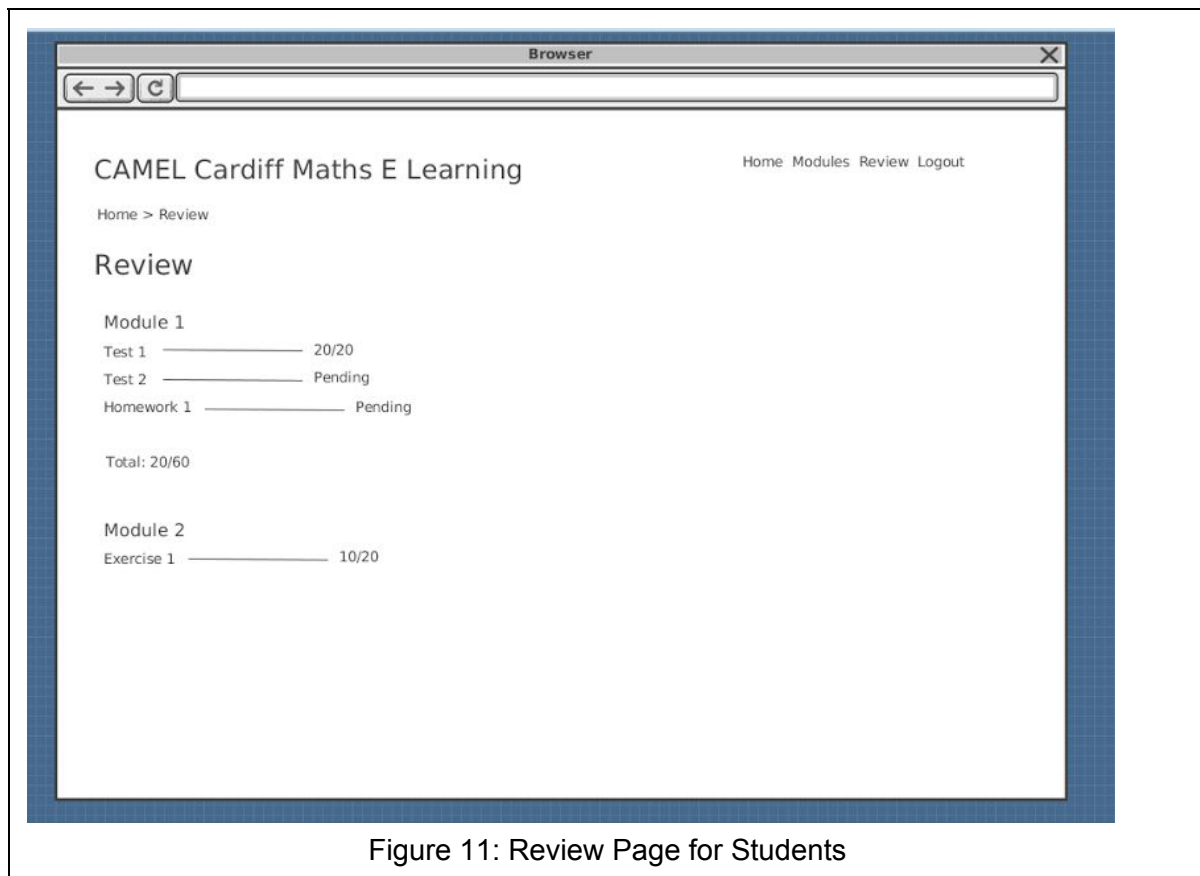 Browser
CAMEL Cardiff Maths E Learning
Home Modules Review Logout
Home > Review
Review
Module 1
Test 1 20/20
Test 2 Pending
Homework 1 Pending
Total: 20/60
Module 2
Exercise 1 10/20
Figure 11: Review Page for Students